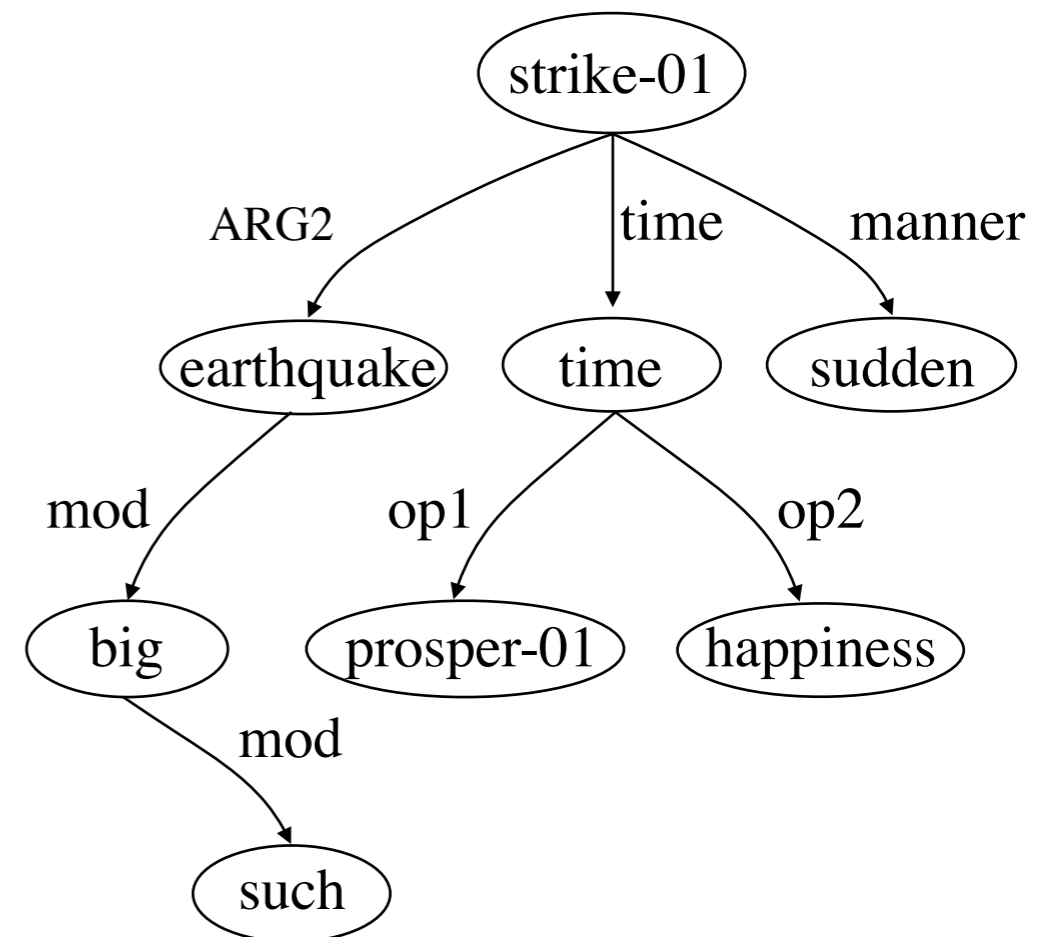 strike-01
ARG2 time manner
earthquake time sudden
mod op1 op2
big prosper-01 happiness
mod
such